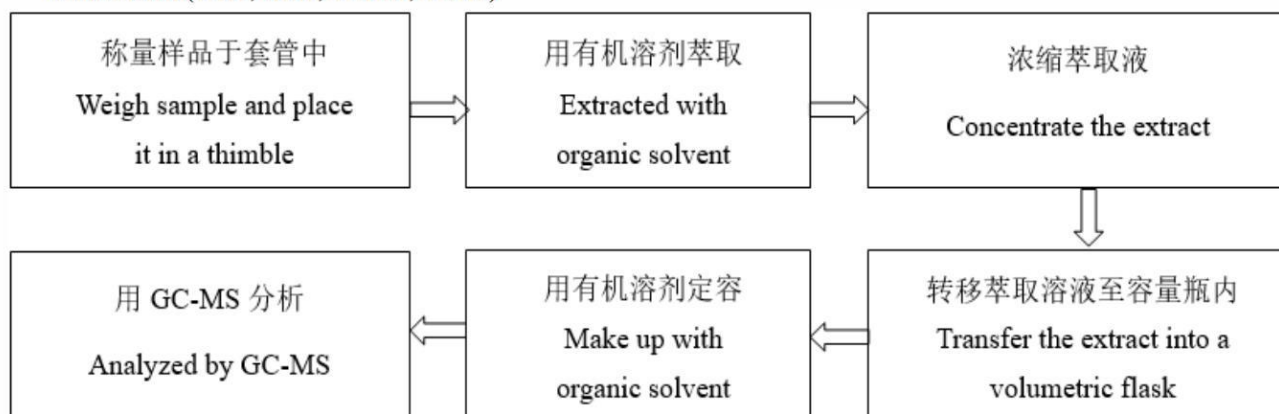 称量样品于套管中
Weigh sample and place
it in a thimble
用有机溶剂萃取
Extracted with
organic solvent
浓缩萃取液
Concentrate the extract
转移萃取溶液至容量瓶内
Transfer the extract into a
volumetric flask
用有机溶剂定容
Make up with
organic solvent
用 GC-MS 分析
Analyzed by GC-MS